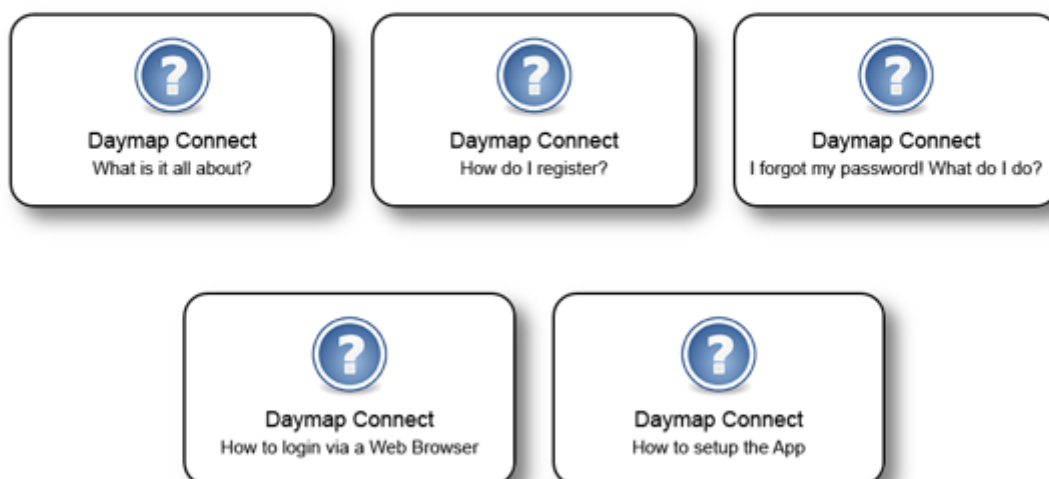 Daymap Connect
What is it all about?
Daymap Connect
How do I register?
Daymap Connect
I forgot my password! What do I do?
Daymap Connect
How to login via a Web Browser
Daymap Connect
How to setup the App